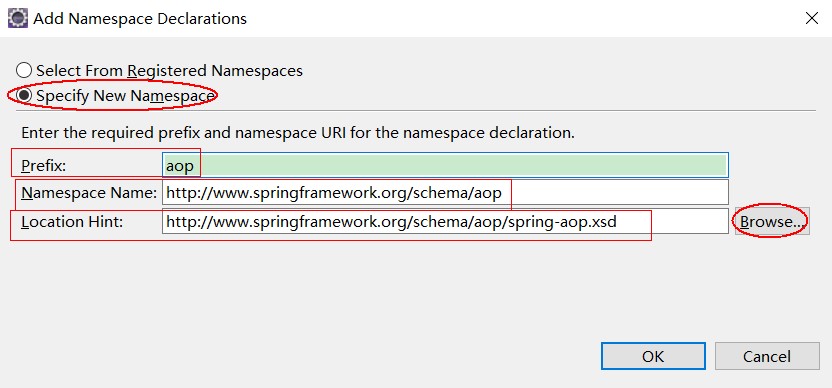 Add Namespace Declarations
Select From Registered Namespaces
Specify New Namespace
Enter the required prefix and namespace URI for the namespace declaration.
Prefix: aop
Namespace Name: http://www.springframework.org/schema/aop
Location Hint: http://www.springframework.org/schema/aop/spring-aop.xsd Browse...
OK Cancel